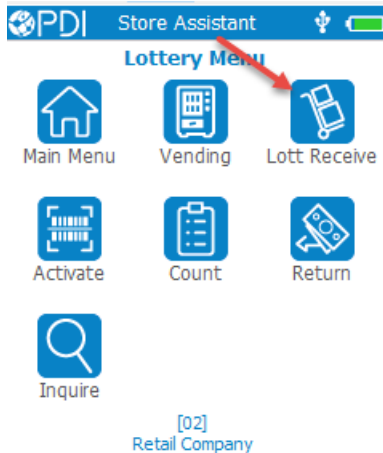 PDI Store Assistant
Lottery Menu
Main Menu Vending Lott Receive
Activate Count Return
Inquire
[02]
Retail Company